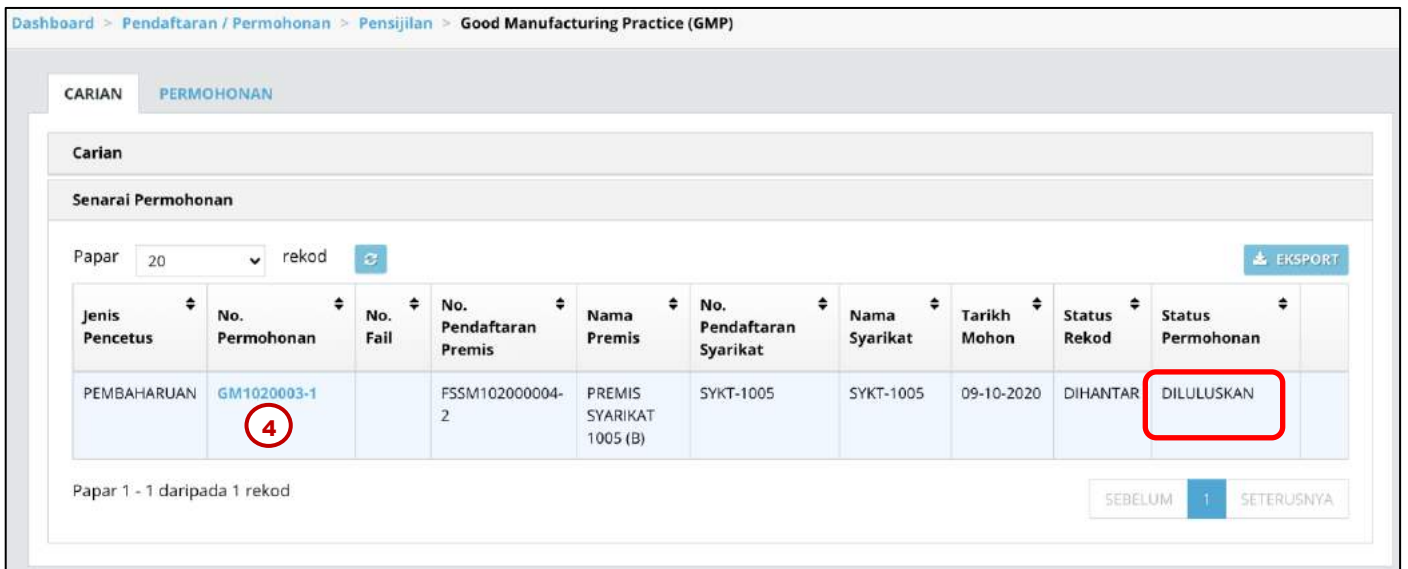 Dashboard > Pendaftaran / Permohonan > Pensijilan > Good Manufacturing Practice (GMP)
CARIAN PERMOHONAN
Carian
Senarai Permohonan
Papar 20 rekod EKSPORT
Jenis Pencetus No. Permohonan No. Fail No. Pendaftaran Premis Nama Premis No. Pendaftaran Syarikat Nama Syarikat Tarikh Mohon Status Rekod Status Permohonan
PEMBAHARUAN GM1020003-1 FSSM102000004-2 PREMIS SYARIKAT 1005 (B) SYKT-1005 SYKT-1005 09-10-2020 DIHANTAR DILULUSKAN
4
Papar 1 - 1 daripada 1 rekod
SEBELUM 1 SETERUSNYA